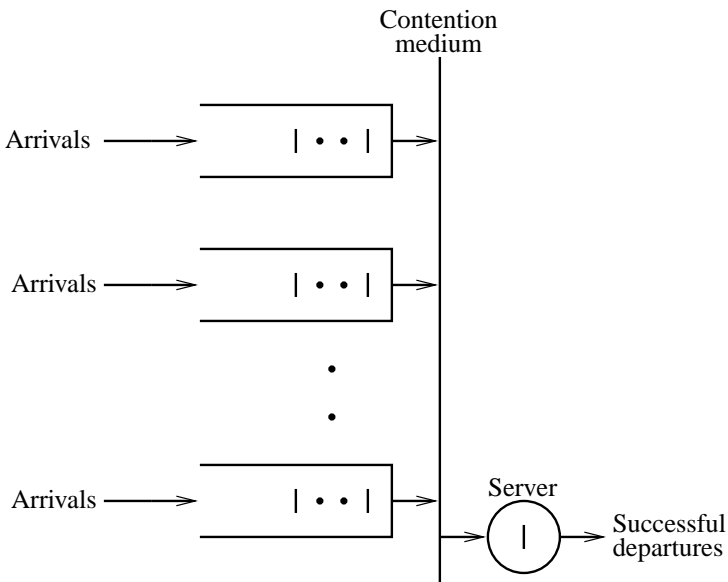 Contention
medium
Arrivals
Arrivals
Arrivals
Server
Successful
departures